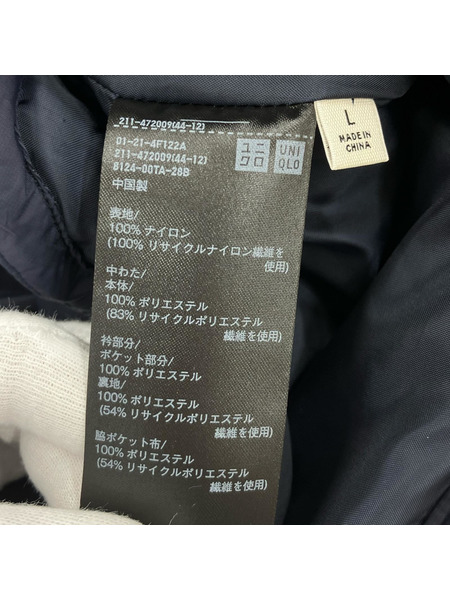 211-472009(44-12)
01-21-4F122A
211-472009(44-12)
8124-00TA-28B
中国製
ユニ
クロ
UNI
QLO
L
MADE IN
CHINA
表地/
100% ナイロン
(100% リサイクルナイロン繊維を
使用)
中わた/
本体/
100% ポリエステル
(83% リサイクルポリエステル
繊維を使用)
衿部分/
ポケット部分/
100% ポリエステル
裏地/
100% ポリエステル
(54% リサイクルポリエステル
繊維を使用)
脇ポケット布/
100% ポリエステル
(54% リサイクルポリエステル
繊維を使用)